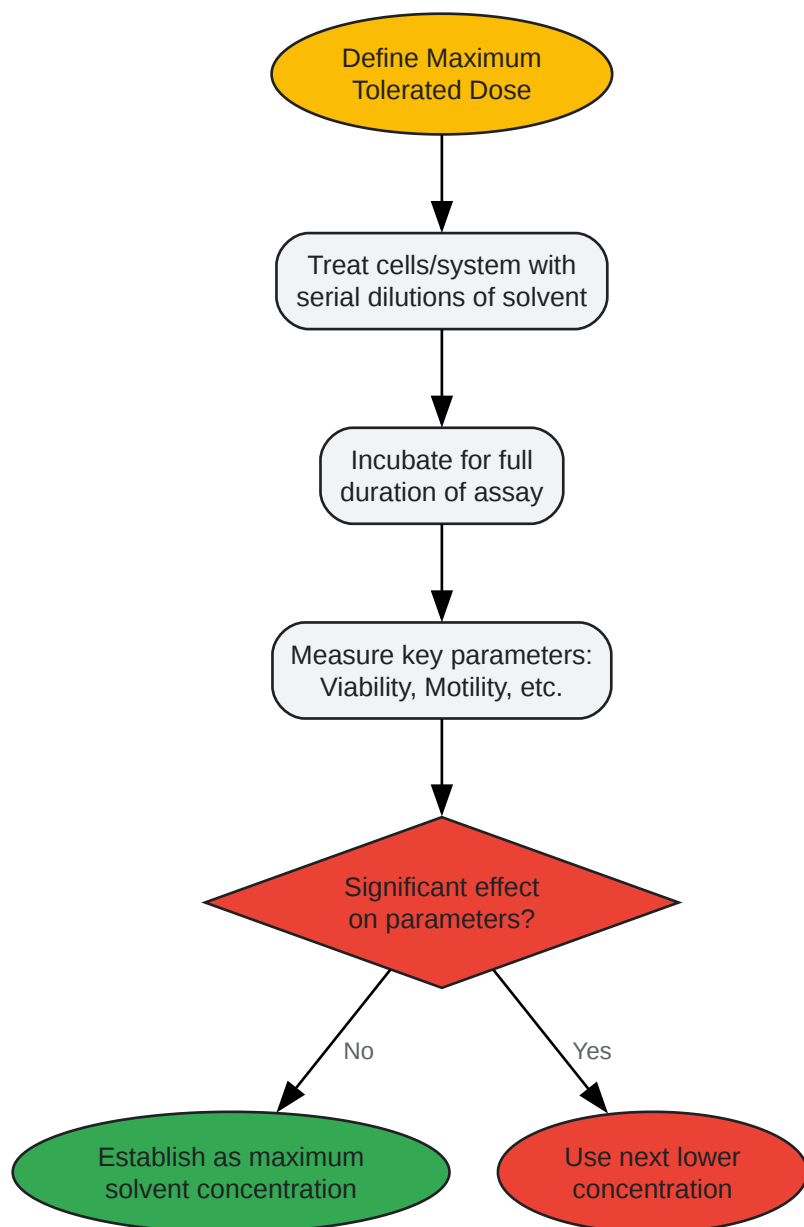 Define Maximum
Tolerated Dose
Treat cells/system with
serial dilutions of solvent
Incubate for full
duration of assay
Measure key parameters:
Viability, Motility, etc.
Significant effect
on parameters?
No
Yes
Establish as maximum
solvent concentration
Use next lower
concentration